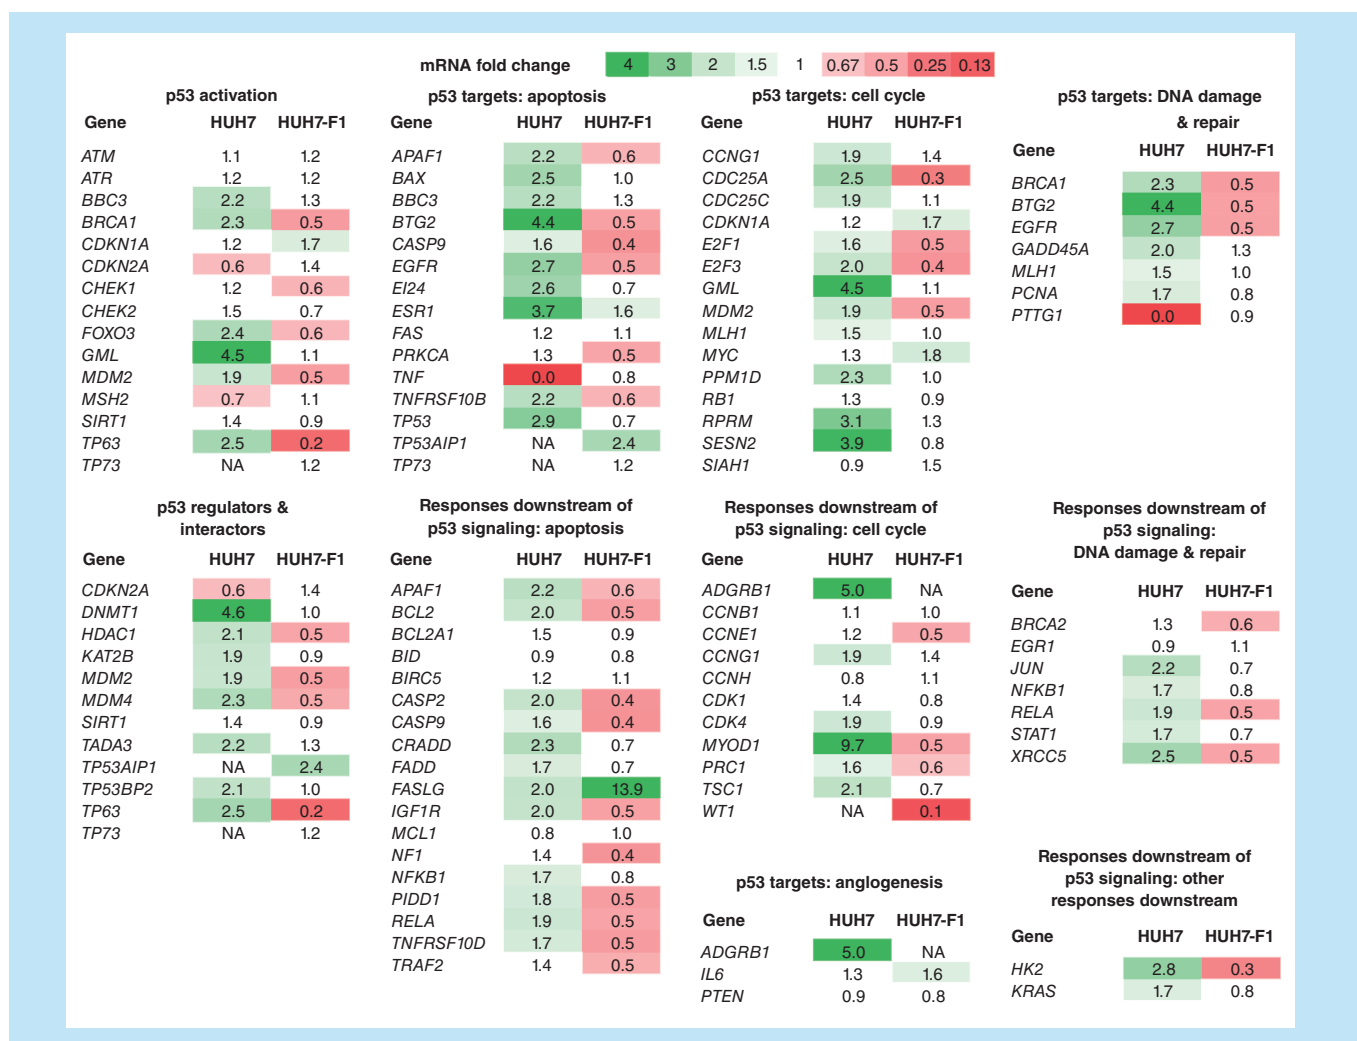 mRNA fold change 4 3 2 1.5 1 0.67 0.5 0.25 0.13
p53 activation
Gene HUH7 HUH7-F1
ATM 1.1 1.2
ATR 1.2 1.2
BBC3 2.2 1.3
BRCA1 2.3 0.5
CDKN1A 1.2 1.7
CDKN2A 0.6 1.4
CHEK1 1.2 0.6
CHEK2 1.5 0.7
FOXO3 2.4 0.6
GML 4.5 1.1
MDM2 1.9 0.5
MSH2 0.7 1.1
SIRT1 1.4 0.9
TP63 2.5 0.2
TP73 NA 1.2
p53 targets: apoptosis
Gene HUH7 HUH7-F1
APAF1 2.2 0.6
BAX 2.5 1.0
BBC3 2.2 1.3
BTG2 4.4 0.5
CASP9 1.6 0.4
EGFR 2.7 0.5
EI24 2.6 0.7
ESR1 3.7 1.6
FAS 1.2 1.1
PRKCA 1.3 0.5
TNF 0.0 0.8
TNFRSF10B 2.2 0.6
TP53 2.9 0.7
TP53AIP1 NA 2.4
TP73 NA 1.2
p53 targets: cell cycle
Gene HUH7 HUH7-F1
CCNG1 1.9 1.4
CDC25A 2.5 0.3
CDC25C 1.9 1.1
CDKN1A 1.2 1.7
E2F1 1.6 0.5
E2F3 2.0 0.4
GML 4.5 1.1
MDM2 1.9 0.5
MLH1 1.5 1.0
MYC 1.3 1.8
PPM1D 2.3 1.0
RB1 1.3 0.9
RPRM 3.1 1.3
SESN2 3.9 0.8
SIAH1 0.9 1.5
p53 targets: DNA damage
& repair
Gene HUH7 HUH7-F1
BRCA1 2.3 0.5
BTG2 4.4 0.5
EGFR 2.7 0.5
GADD45A 2.0 1.3
MLH1 1.5 1.0
PCNA 1.7 0.8
PTTG1 0.0 0.9
p53 regulators &
interactors
Gene HUH7 HUH7-F1
CDKN2A 0.6 1.4
DNMT1 4.6 1.0
HDAC1 2.1 0.5
KAT2B 1.9 0.9
MDM2 1.9 0.5
MDM4 2.3 0.5
SIRT1 1.4 0.9
TADA3 2.2 1.3
TP53AIP1 NA 2.4
TP53BP2 2.1 1.0
TP63 2.5 0.2
TP73 NA 1.2
Responses downstream of
p53 signaling: apoptosis
Gene HUH7 HUH7-F1
APAF1 2.2 0.6
BCL2 2.0 0.5
BCL2A1 1.5 0.9
BID 0.9 0.8
BIRC5 1.2 1.1
CASP2 2.0 0.4
CASP9 1.6 0.4
CRADD 2.3 0.7
FADD 1.7 0.7
FASLG 2.0 13.9
IGF1R 2.0 0.5
MCL1 0.8 1.0
NF1 1.4 0.4
NFKB1 1.7 0.8
PIDD1 1.8 0.5
RELA 1.9 0.5
TNFRSF10D 1.7 0.5
TRAF2 1.4 0.5
Responses downstream of
p53 signaling: cell cycle
Gene HUH7 HUH7-F1
ADGRB1 5.0 NA
CCNB1 1.1 1.0
CCNE1 1.2 0.5
CCNG1 1.9 1.4
CCNH 0.8 1.1
CDK1 1.4 0.8
CDK4 1.9 0.9
MYOD1 9.7 0.5
PRC1 1.6 0.6
TSC1 2.1 0.7
WT1 NA 0.1
p53 targets: anglogenesis
Gene HUH7 HUH7-F1
ADGRB1 5.0 NA
IL6 1.3 1.6
PTEN 0.9 0.8
Responses downstream of
p53 signaling:
DNA damage & repair
Gene HUH7 HUH7-F1
BRCA2 1.3 0.6
EGR1 0.9 1.1
JUN 2.2 0.7
NFKB1 1.7 0.8
RELA 1.9 0.5
STAT1 1.7 0.7
XRCC5 2.5 0.5
Responses downstream of
p53 signaling: other
responses downstream
Gene HUH7 HUH7-F1
HK2 2.8 0.3
KRAS 1.7 0.8